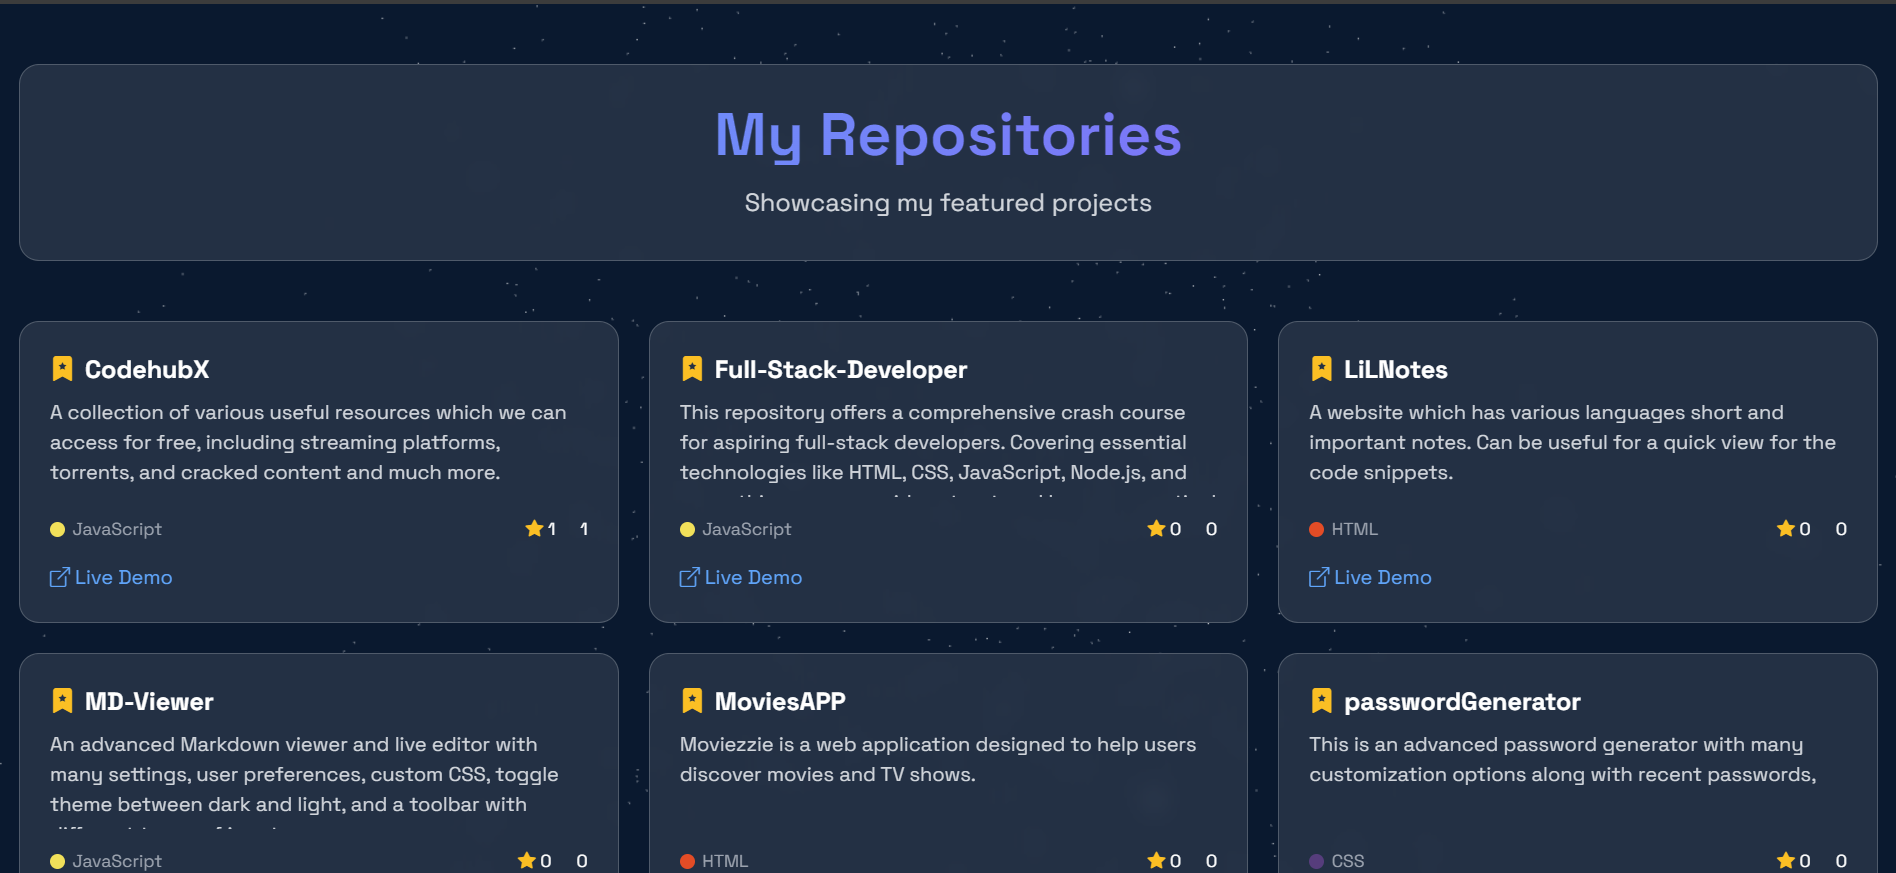 My Repositories
Showcasing my featured projects
CodehubX
A collection of various useful resources which we can
access for free, including streaming platforms,
torrents, and cracked content and much more.
JavaScript
1 1
Live Demo
Full-Stack-Developer
This repository offers a comprehensive crash course
for aspiring full-stack developers. Covering essential
technologies like HTML, CSS, JavaScript, Node.js, and
JavaScript
0 0
Live Demo
LiLNotes
A website which has various languages short and
important notes. Can be useful for a quick view for the
code snippets.
HTML
0 0
Live Demo
MD-Viewer
An advanced Markdown viewer and live editor with
many settings, user preferences, custom CSS, toggle
theme between dark and light, and a toolbar with
JavaScript
0 0
MoviesAPP
Moviezzie is a web application designed to help users
discover movies and TV shows.
HTML
0 0
passwordGenerator
This is an advanced password generator with many
customization options along with recent passwords,
CSS
0 0